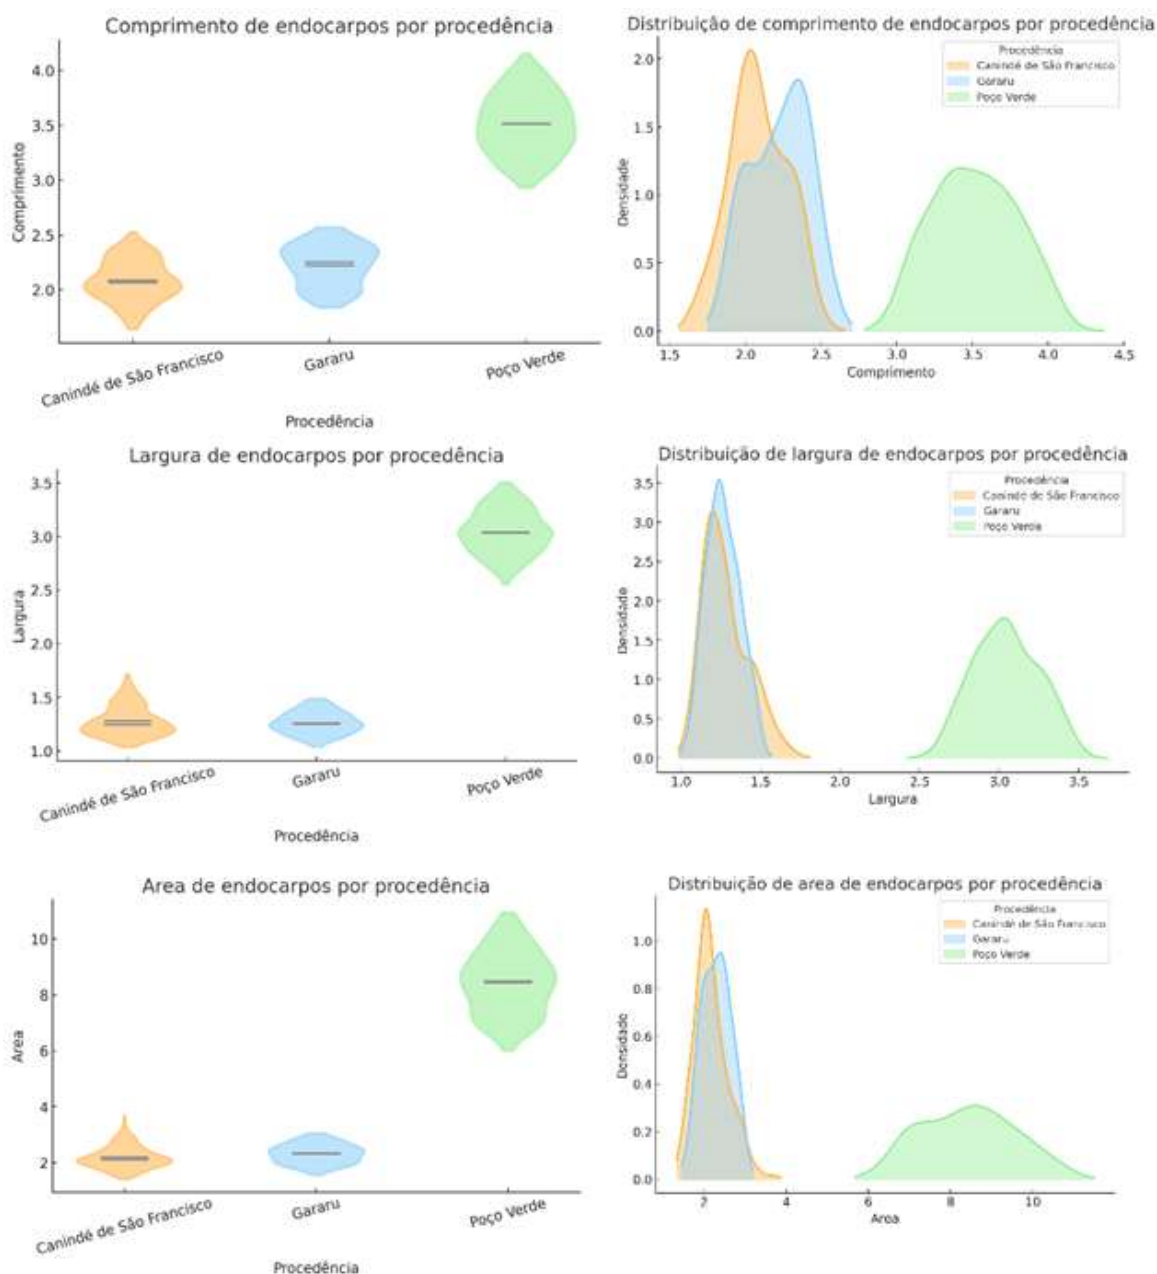 Comprimento de endocarpos por procedência
Comprimento
4.0
3.5
3.0
2.5
2.0
Canindé de São Francisco
Gararu
Poço Verde
Procedência
Distribuição de comprimento de endocarpos por procedência
Procedência
Canindé de São Francisco
Gararu
Poço Verde
Densidade
2.0
1.5
1.0
0.5
0.0
1.5 2.0 2.5 3.0 3.5 4.0 4.5
Comprimento
Largura de endocarpos por procedência
Largura
3.5
3.0
2.5
2.0
1.5
1.0
Canindé de São Francisco
Gararu
Poço Verde
Procedência
Distribuição de largura de endocarpos por procedência
Procedência
Canindé de São Francisco
Gararu
Poço Verde
Densidade
3.5
3.0
2.5
2.0
1.5
1.0
0.5
0.0
1.0 1.5 2.0 2.5 3.0 3.5
Largura
Area de endocarpos por procedência
Area
10
8
6
4
2
Canindé de São Francisco
Gararu
Poço Verde
Procedência
Distribuição de area de endocarpos por procedência
Procedência
Canindé de São Francisco
Gararu
Poço Verde
Densidade
1.0
0.8
0.6
0.4
0.2
0.0
2 4 6 8 10
Area